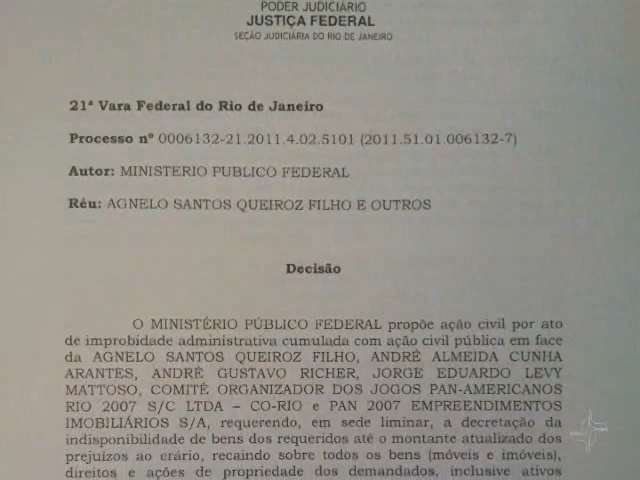 PODER JUDICIÁRIO
JUSTIÇA FEDERAL
SEÇÃO JUDICIÁRIA DO RIO DE JANEIRO
21ª Vara Federal do Rio de Janeiro
Processo nº 0006132-21.2011.4.02.5101 (2011.51.01.006132-7)
Autor: MINISTERIO PUBLICO FEDERAL
Réu: AGNELO SANTOS QUEIROZ FILHO E OUTROS
Decisão
O MINISTÉRIO PÚBLICO FEDERAL propõe ação civil por ato
de improbidade administrativa cumulada com ação civil pública em face
da AGNELO SANTOS QUEIROZ FILHO, ANDRÉ ALMEIDA CUNHA
ARANTES, ANDRÉ GUSTAVO RICHER, JORGE EDUARDO LEVY
MATTOSO, COMITÊ ORGANIZADOR DOS JOGOS PAN-AMERICANOS
RIO 2007 S/C LTDA – CO-RIO e PAN 2007 EMPREENDIMENTOS
IMOBILIÁRIOS S/A, requerendo, em sede liminar, a decretação da
indisponibilidade de bens dos requeridos até o montante atualizado dos
prejuízos ao erário, recaindo sobre todos os bens (móveis e imóveis),
direitos e ações de propriedade dos demandados, inclusive ativos